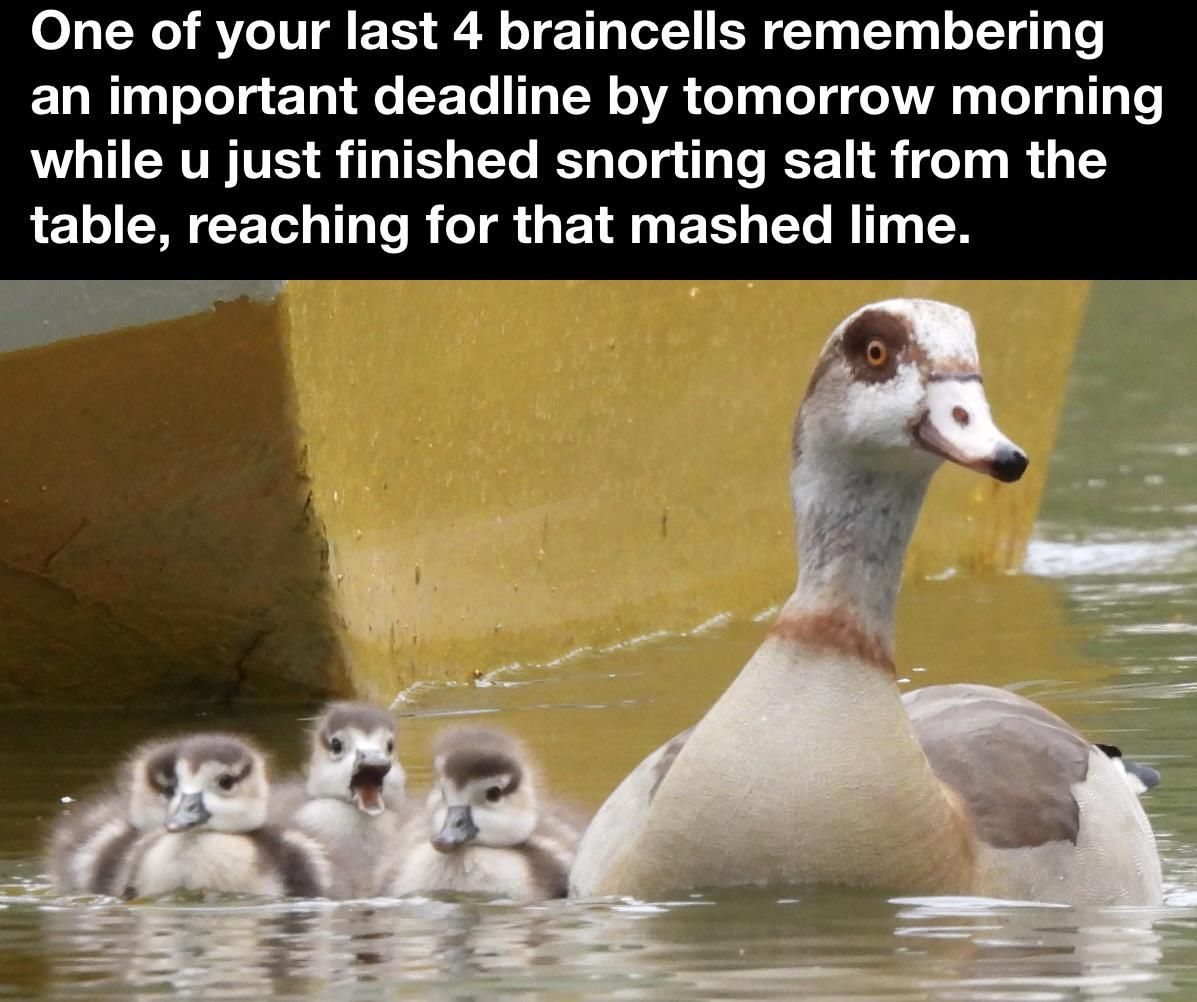 One of your last 4 braincells remembering
an important deadline by tomorrow morning
while u just finished snorting salt from the
table, reaching for that mashed lime.